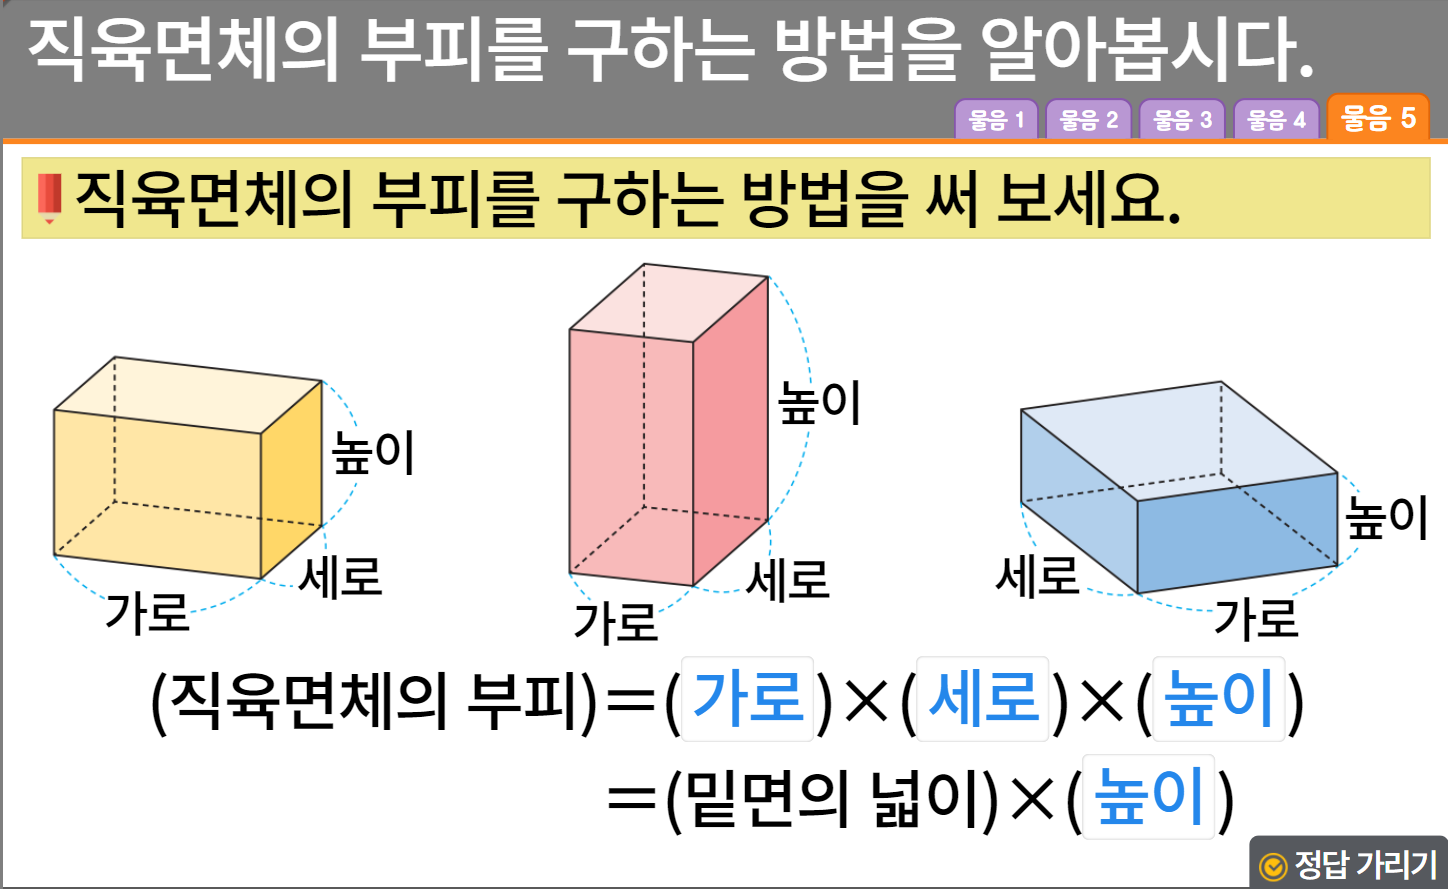 직육면체의 부피를 구하는 방법을 알아봅시다.
물음 1 물음 2 물음 3 물음 4 물음 5
직육면체의 부피를 구하는 방법을 써 보세요.
높이
세로
가로
높이
세로
가로
높이
세로
가로
(직육면체의 부피)=(가로)×(세로)×(높이)
=(밑면의 넓이)×(높이)
정답 가리기